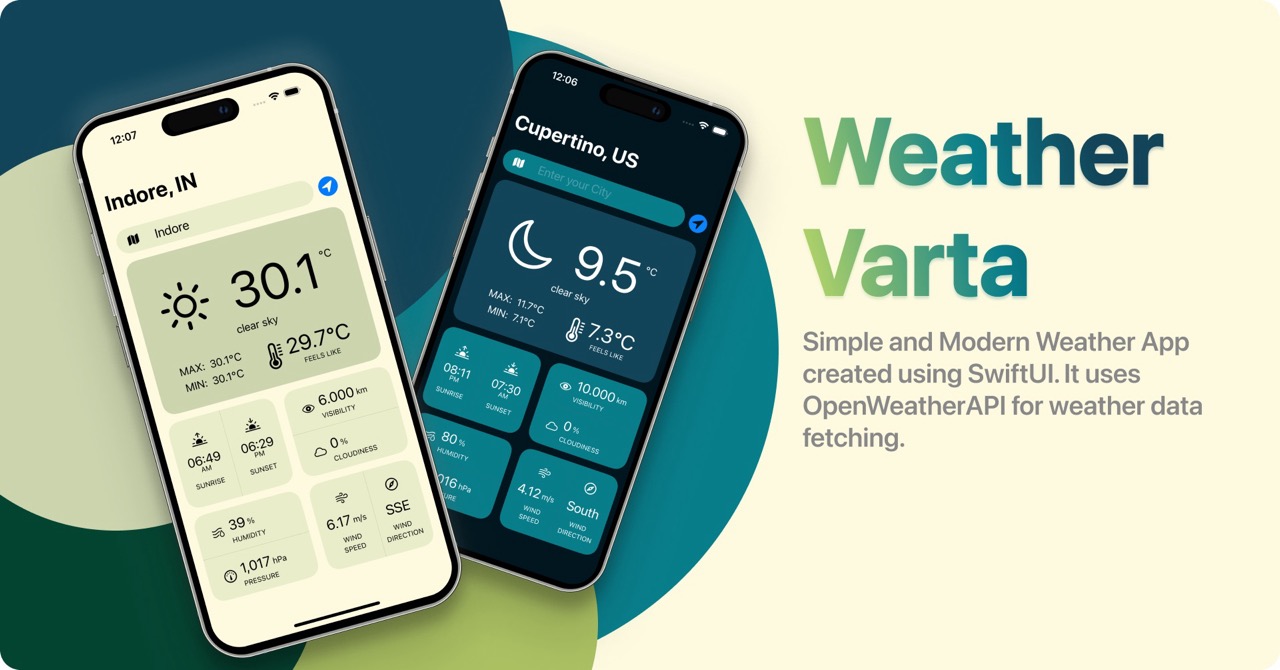 12:07
Indore, IN
Indore
30.1 °C
clear sky
MAX: 30.1°C
MIN: 30.1°C
29.7°C
FEELS LIKE
06:49
AM
SUNRISE
06:29
PM
SUNSET
6.000 km
VISIBILITY
0 %
CLOUDINESS
39 %
HUMIDITY
1,017 hPa
PRESSURE
6.17 m/s
WIND
SPEED
SSE
WIND
DIRECTION
12:06
Cupertino, US
Enter your City
9.5 °C
clear sky
MAX: 11.7°C
MIN: 7.1°C
7.3°C
FEELS LIKE
08:11
PM
SUNRISE
07:30
AM
SUNSET
10.000 km
VISIBILITY
0 %
CLOUDINESS
80 %
HUMIDITY
016 hPa
URE
4.12 m/s
WIND
SPEED
South
WIND
DIRECTION
Weather
Varta
Simple and Modern Weather App
created using SwiftUI. It uses
OpenWeatherAPI for weather data
fetching.